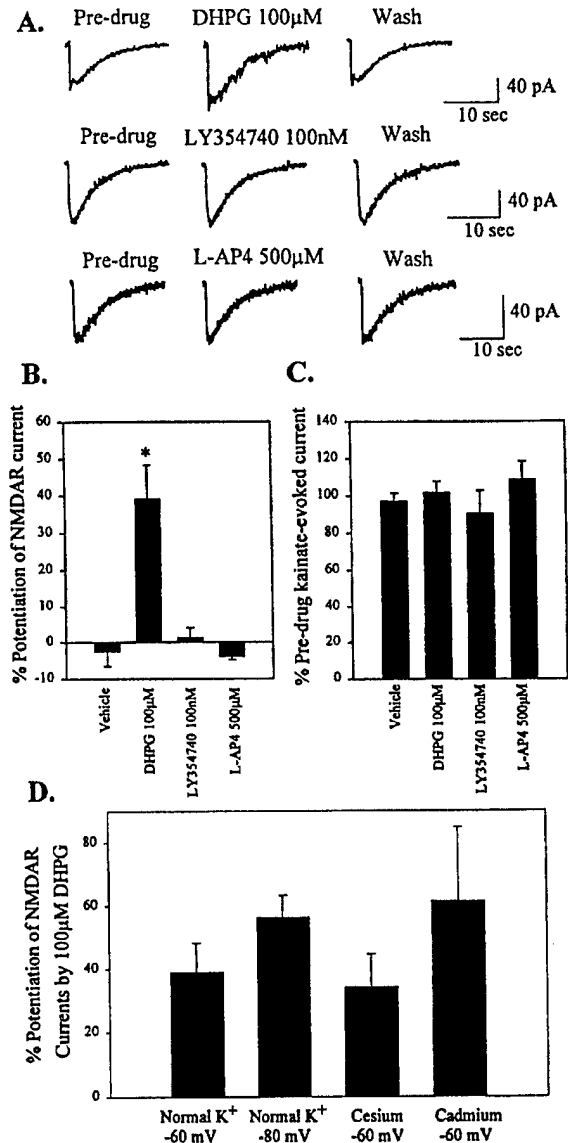 A.
Pre-drug DHPG 100µM Wash
40 pA
10 sec
Pre-drug LY354740 100nM Wash
40 pA
10 sec
Pre-drug L-AP4 500µM Wash
40 pA
10 sec
B.
% Potentiation of NMDAR current
60
50
40
30
20
10
0
-10
*
Vehicle
DHPG 100µM
LY354740 100nM
L-AP4 500µM
C.
% Pre-drug kainate-evoked current
140
120
100
80
60
40
20
0
Vehicle
DHPG 100µM
LY354740 100nM
L-AP4 500µM
D.
% Potentiation of NMDAR
Currents by 100µM DHPG
80
60
40
20
0
Normal K+ Normal K+ Cesium Cadmium
-60 mV -80 mV -60 mV -60 mV